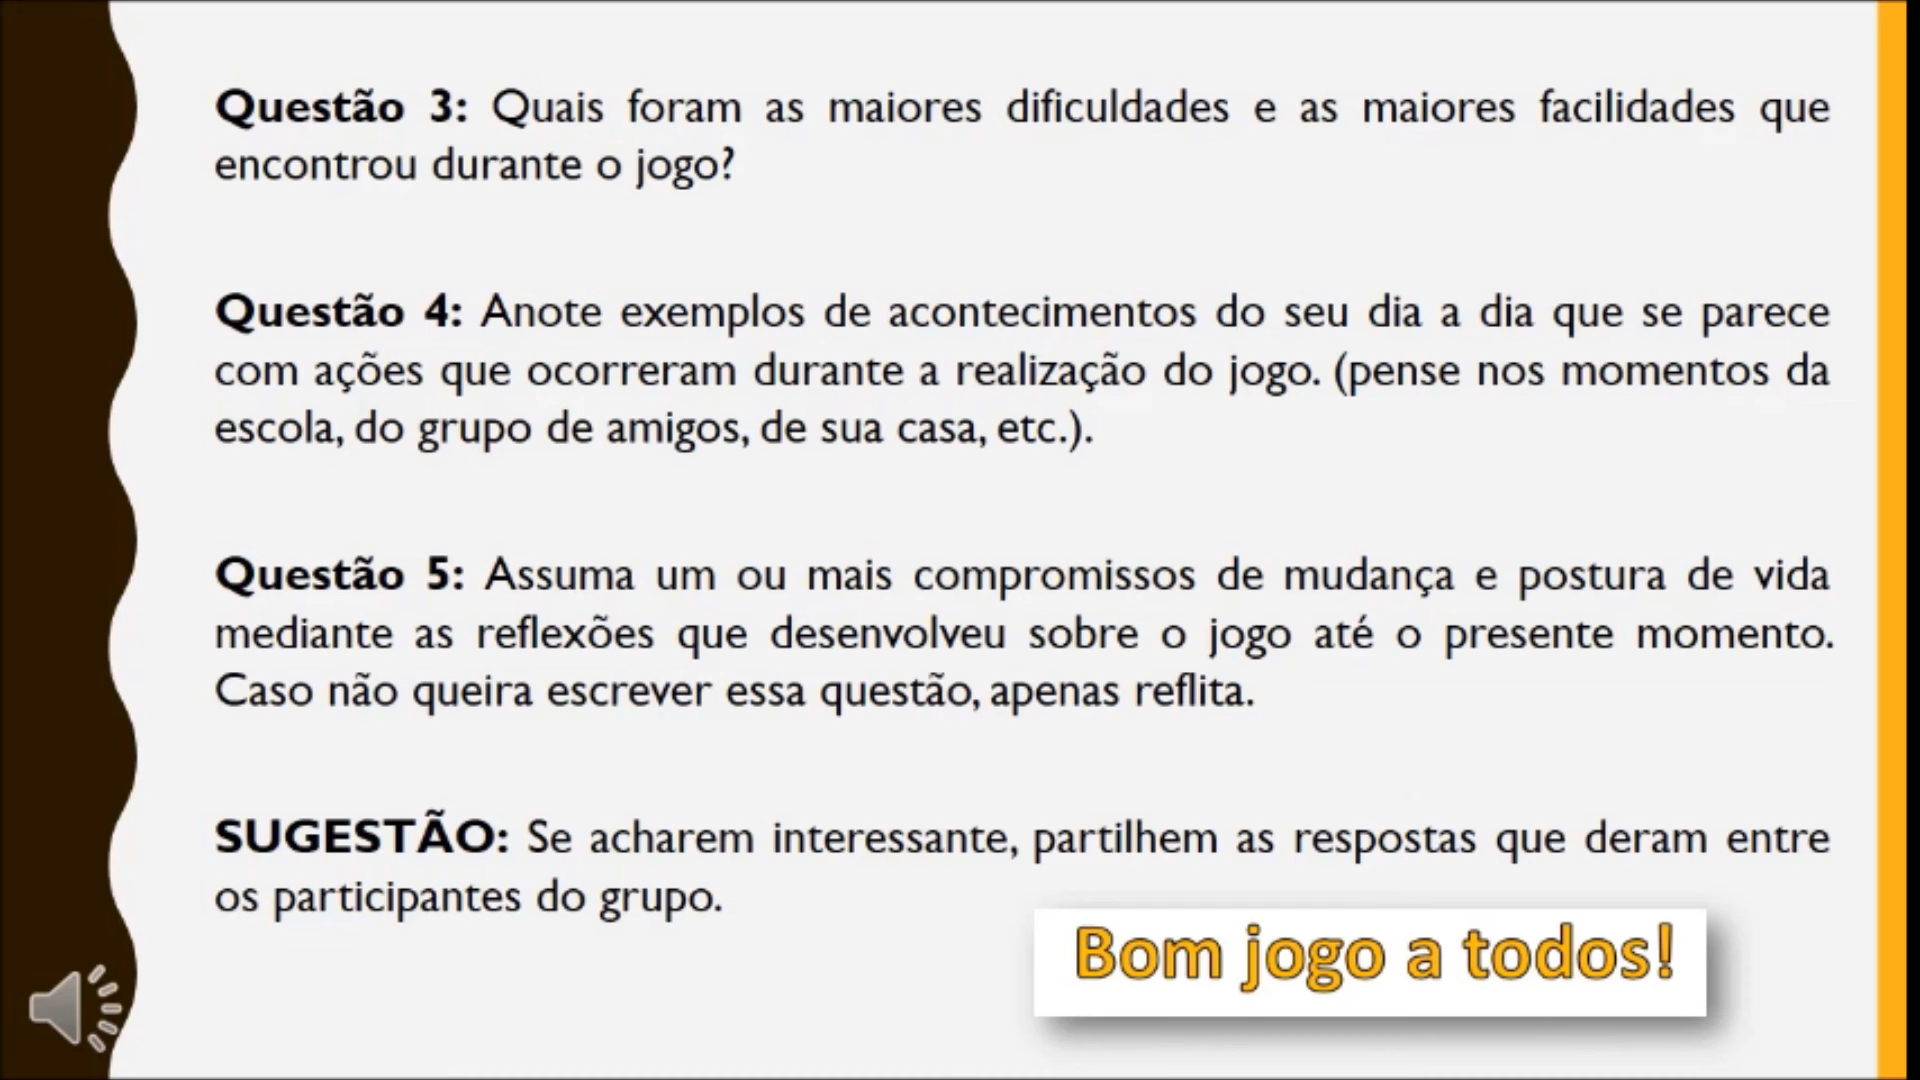 Questão 3: Quais foram as maiores dificuldades e as maiores facilidades que
encontrou durante o jogo?
Questão 4: Anote exemplos de acontecimentos do seu dia a dia que se parece
com ações que ocorreram durante a realização do jogo. (pense nos momentos da
escola, do grupo de amigos, de sua casa, etc.).
Questão 5: Assuma um ou mais compromissos de mudança e postura de vida
mediante as reflexões que desenvolveu sobre o jogo até o presente momento.
Caso não queira escrever essa questão, apenas reflita.
SUGESTÃO: Se acharem interessante, partilhem as respostas que deram entre
os participantes do grupo.
Bom jogo a todos!